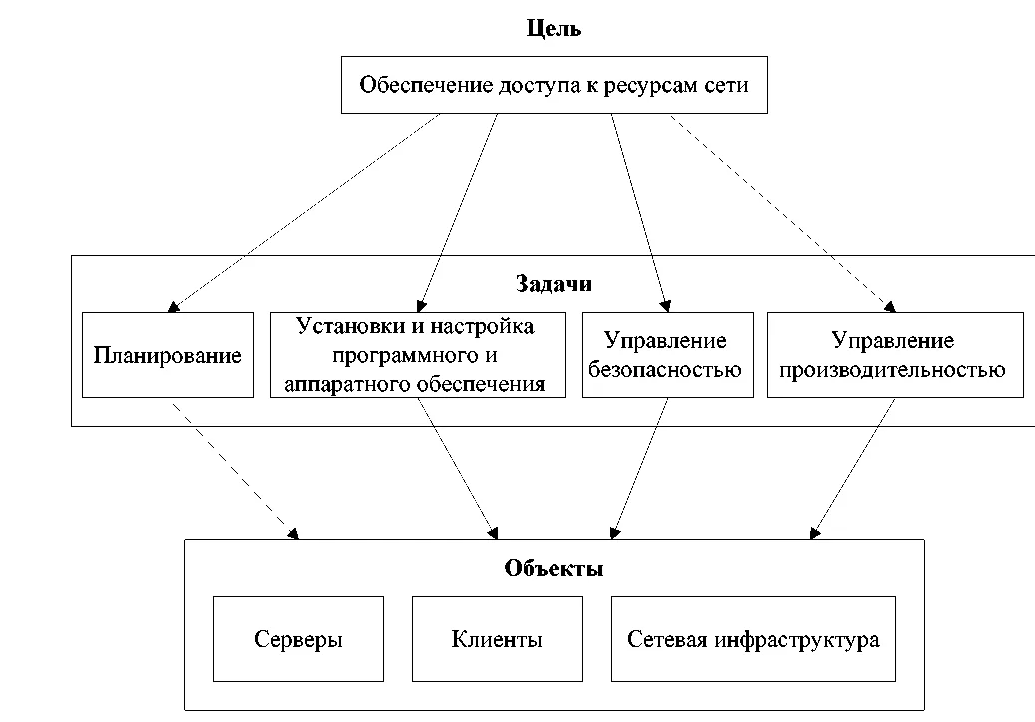 Цель
Обеспечение доступа к ресурсам сети
Задачи
Планирование
Установки и настройка
программного и
аппаратного обеспечения
Управление
безопасностью
Управление
производительностью
Объекты
Серверы
Клиенты
Сетевая инфраструктура